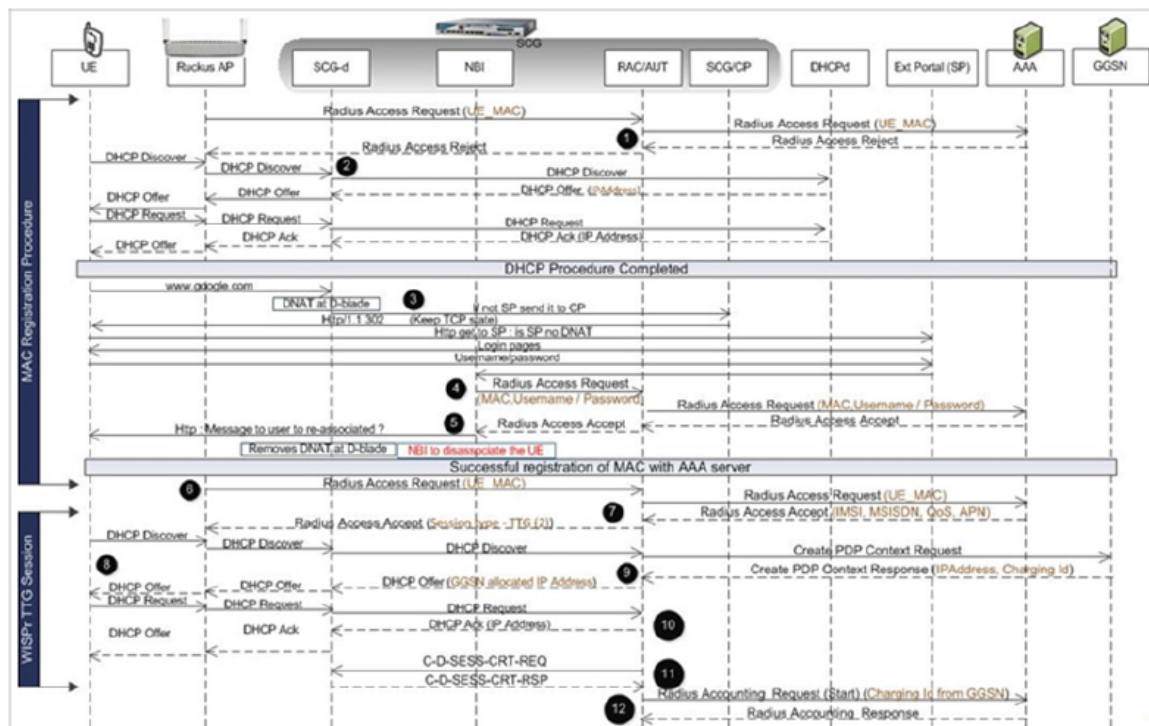 SCG
UE
Ruckus AP
SCG-d
NBI
RAC/AUT
SCG/CP
DHCPd
Ext Portal (SP)
AAA
GGSN
MAC Registration Procedure
Radius Access Request (UE_MAC)
Radius Access Request (UE_MAC)
1
Radius Access Reject
Radius Access Reject
DHCP Discover
2
DHCP Discover
DHCP Discover
DHCP Offer
DHCP Offer (IPAddress)
DHCP Offer
DHCP Request
DHCP Request
DHCP Request
DHCP Ack
DHCP Ack (IP Address)
DHCP Offer
DHCP Procedure Completed
www.google.com
DNAT at D-blade
3
If not SP send it to CP
Http/1.1 302 (Keep TCP state)
Http get to SP : is SP no DNAT
Login pages
Username/password
4
Radius Access Request
(MAC,Username / Password)
Radius Access Request (MAC,Username / Password)
5
Radius Access Accept
Radius Access Accept
Http : Message to user to re-associated ?
Removes DNAT at D-blade
NBI to disassociate the UE
Successful registration of MAC with AAA server
6
Radius Access Request (UE_MAC)
Radius Access Request (UE_MAC)
WISPr TTG Session
7
Radius Access Accept (IMSI, MSISDN, QoS, APN)
Radius Access Accept (Session type - TTG (2))
DHCP Discover
DHCP Discover
DHCP Discover
Create PDP Context Request
8
9
Create PDP Context Response (IPAddress, Charging Id)
DHCP Offer
DHCP Offer
DHCP Offer (GGSN allocated IP Address)
DHCP Request
DHCP Request
DHCP Request
DHCP Ack (IP Address)
10
DHCP Offer
DHCP Ack
C-D-SESS-CRT-REQ
11
C-D-SESS-CRT-RSP
Radius Accounting Request (Start) (Charging Id from GGSN)
12
Radius Accounting Response